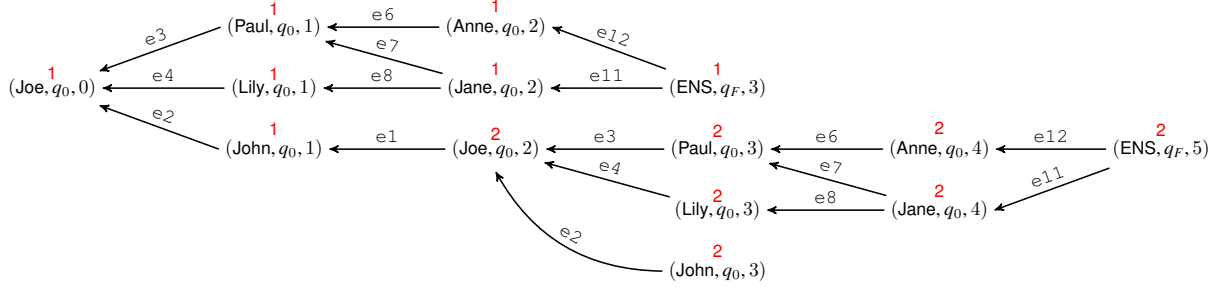 1 1
(Paul, q₀, 1) e6 (Anne, q₀, 2)
e3 e7 e12
1 1 1 1
(Joe, q₀, 0) e4 (Lily, q₀, 1) e8 (Jane, q₀, 2) e11 (ENS, q_F, 3)
e2
1 2 2 2 2
(John, q₀, 1) e1 (Joe, q₀, 2) e3 (Paul, q₀, 3) e6 (Anne, q₀, 4) e12 (ENS, q_F, 5)
e4 e7 e11
2 2
(Lily, q₀, 3) e8 (Jane, q₀, 4)
e2
2
(John, q₀, 3)